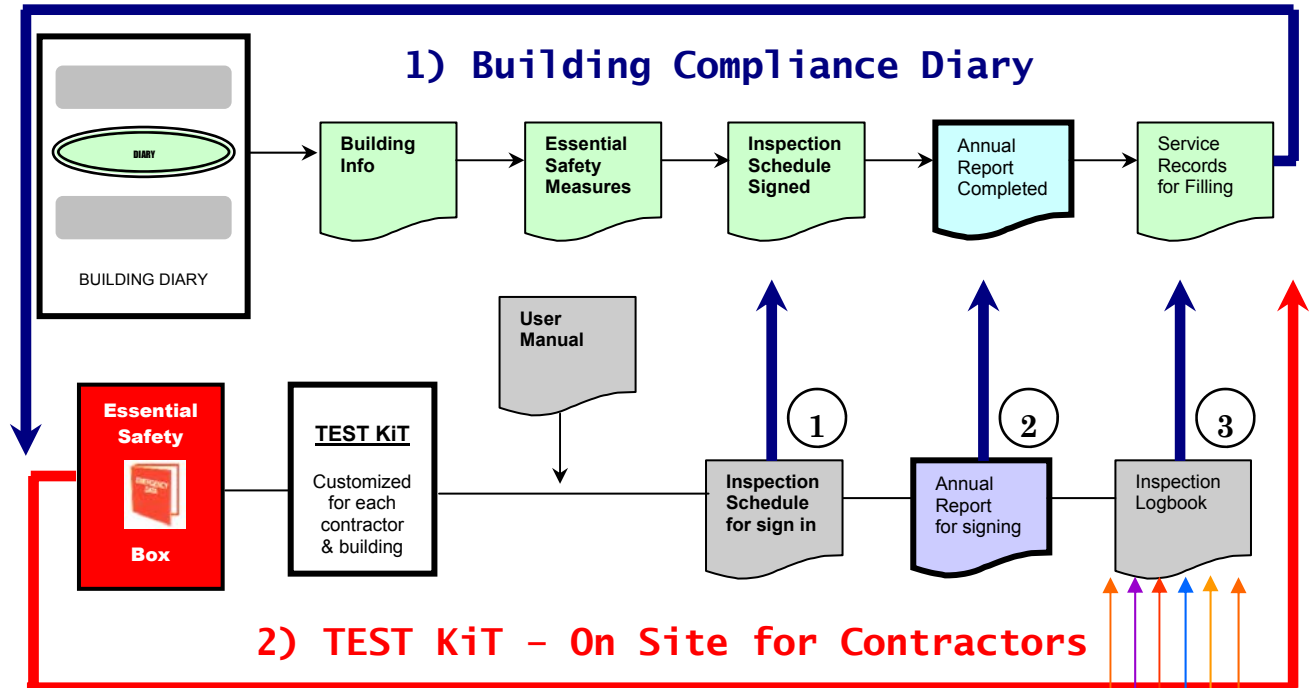 1) Building Compliance Diary
DIARY
BUILDING DIARY
Building
Info
Essential
Safety
Measures
Inspection
Schedule
Signed
Annual
Report
Completed
Service
Records
for Filling
User
Manual
Essential
Safety
EMERGENCY
DATA
Box
TEST KiT
Customized
for each
contractor
& building
1
2
3
Inspection
Schedule
for sign in
Annual
Report
for signing
Inspection
Logbook
2) TEST KiT – On Site for Contractors